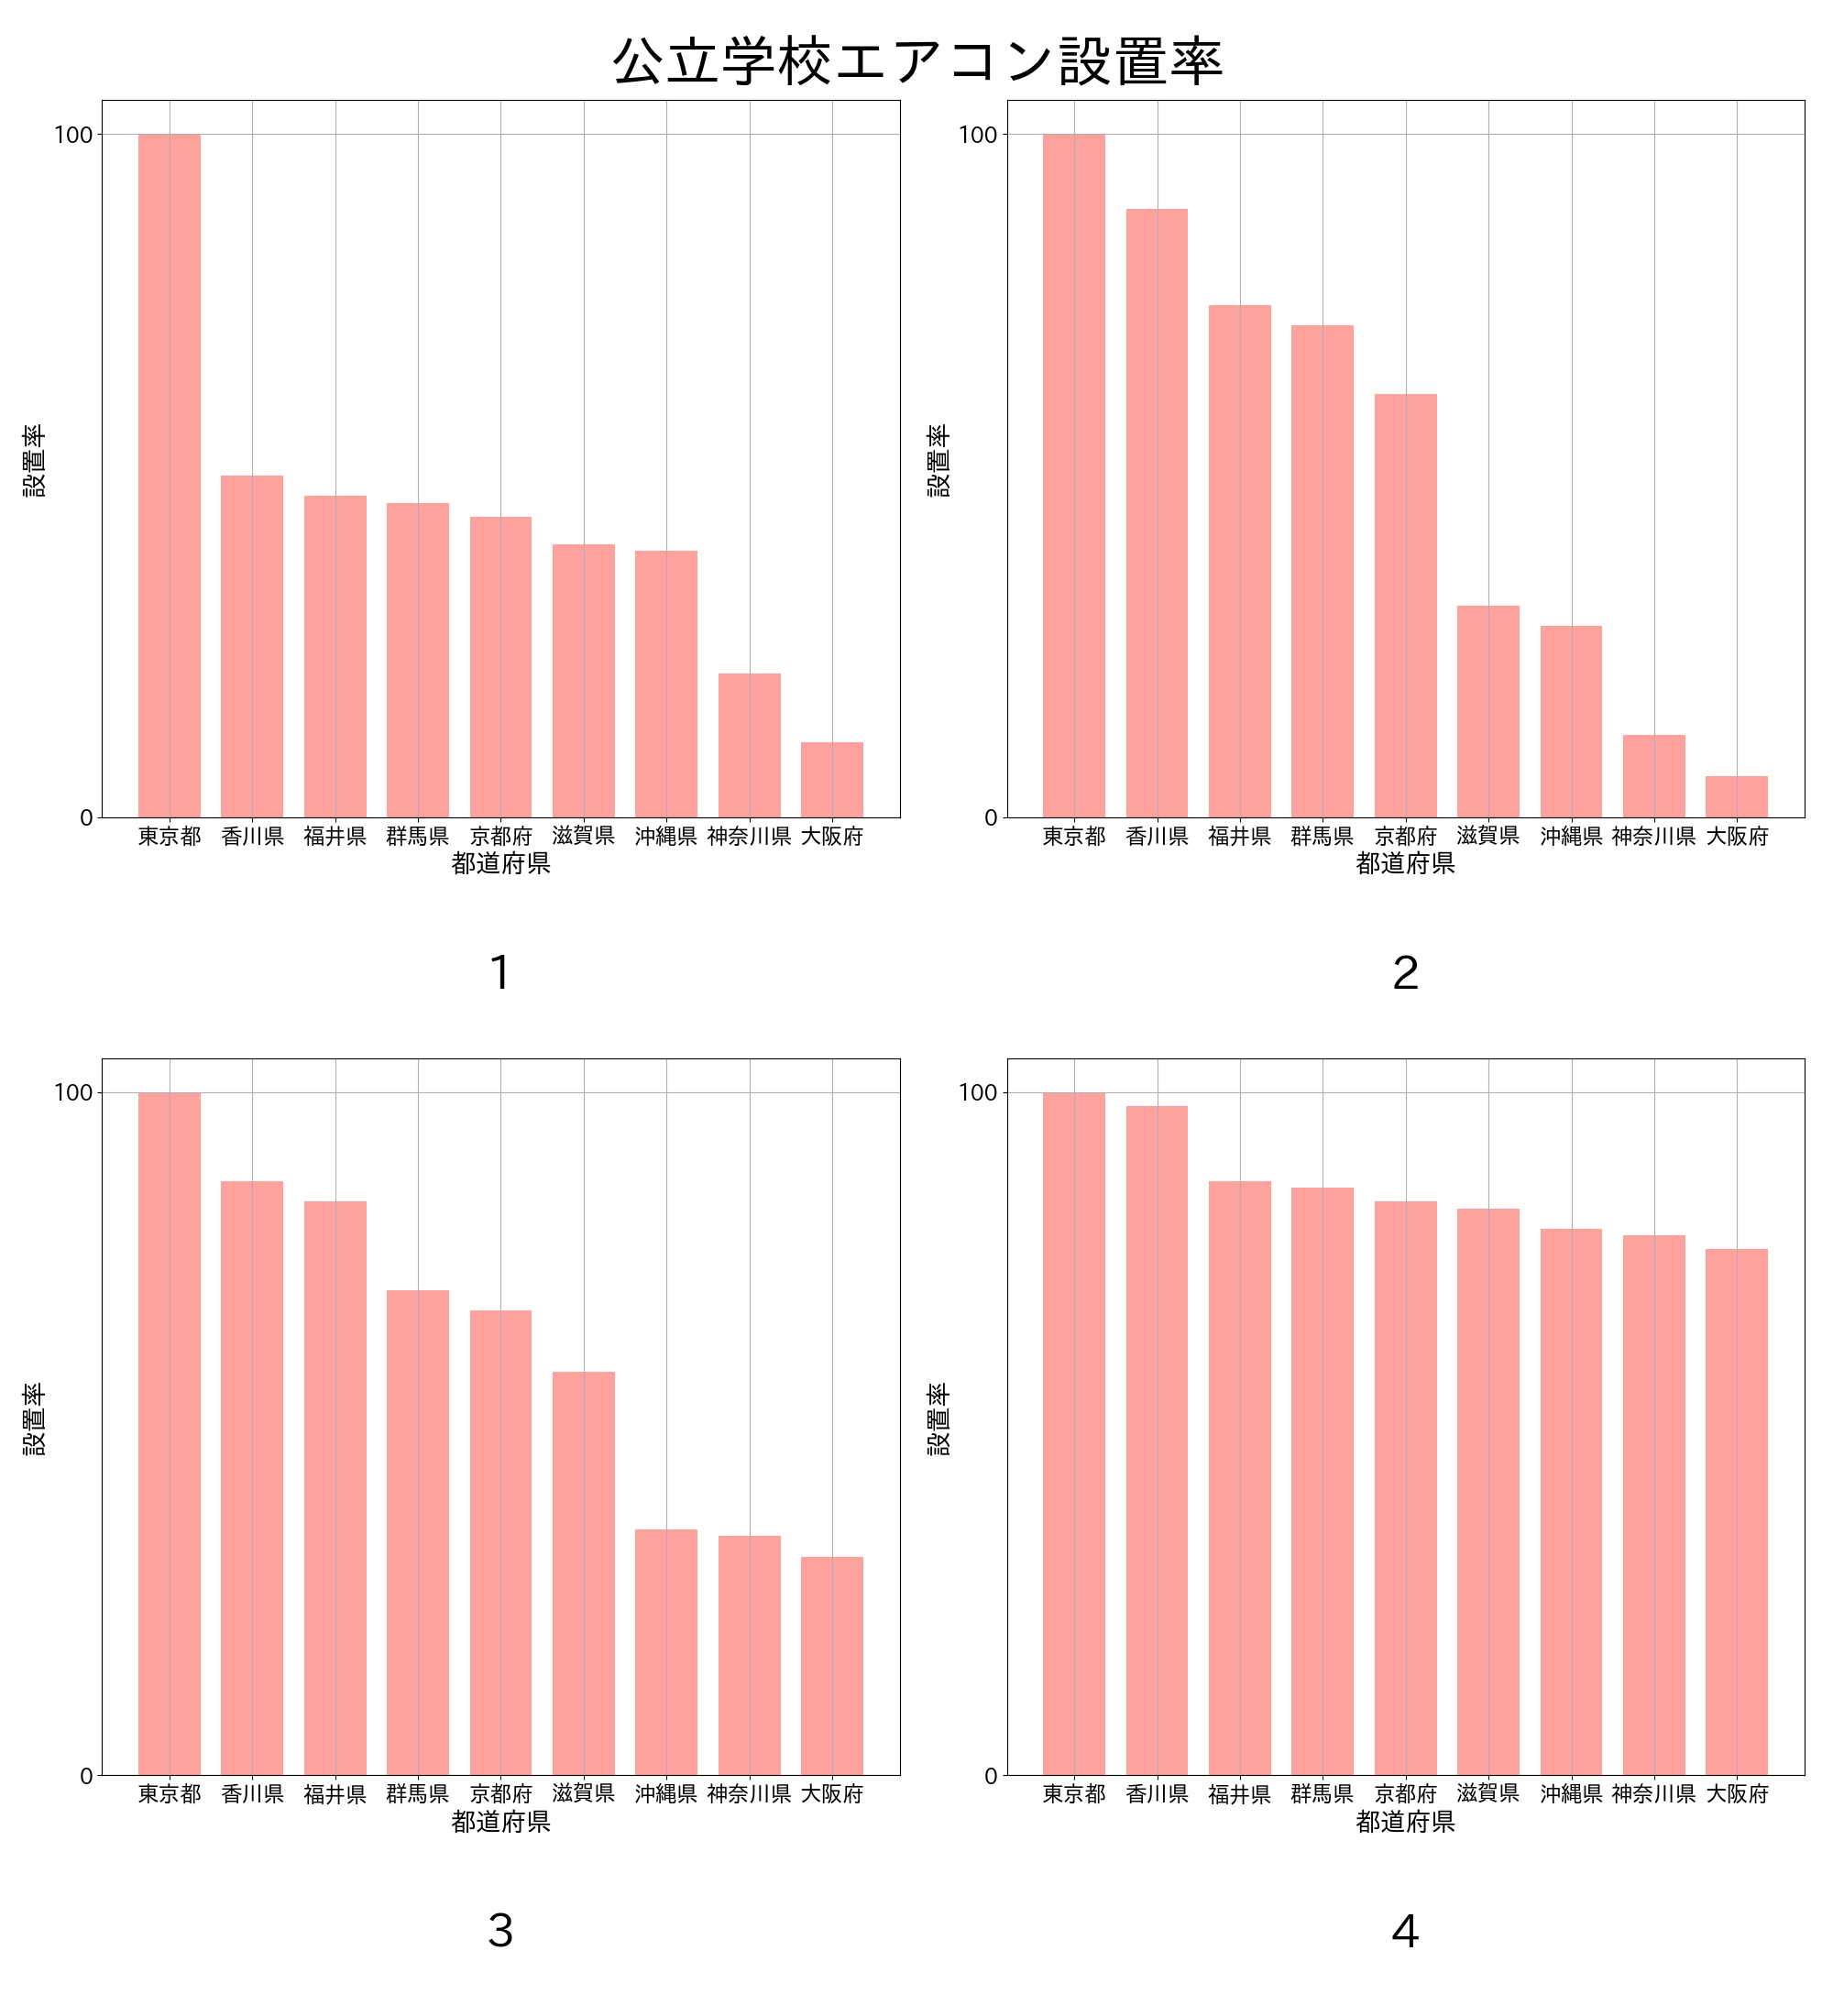 公立学校エアコン設置率
100
0
設置率
東京都 香川県 福井県 群馬県 京都府 滋賀県 沖縄県 神奈川県 大阪府
都道府県
1
100
0
設置率
東京都 香川県 福井県 群馬県 京都府 滋賀県 沖縄県 神奈川県 大阪府
都道府県
2
100
0
設置率
東京都 香川県 福井県 群馬県 京都府 滋賀県 沖縄県 神奈川県 大阪府
都道府県
3
100
0
設置率
東京都 香川県 福井県 群馬県 京都府 滋賀県 沖縄県 神奈川県 大阪府
都道府県
4